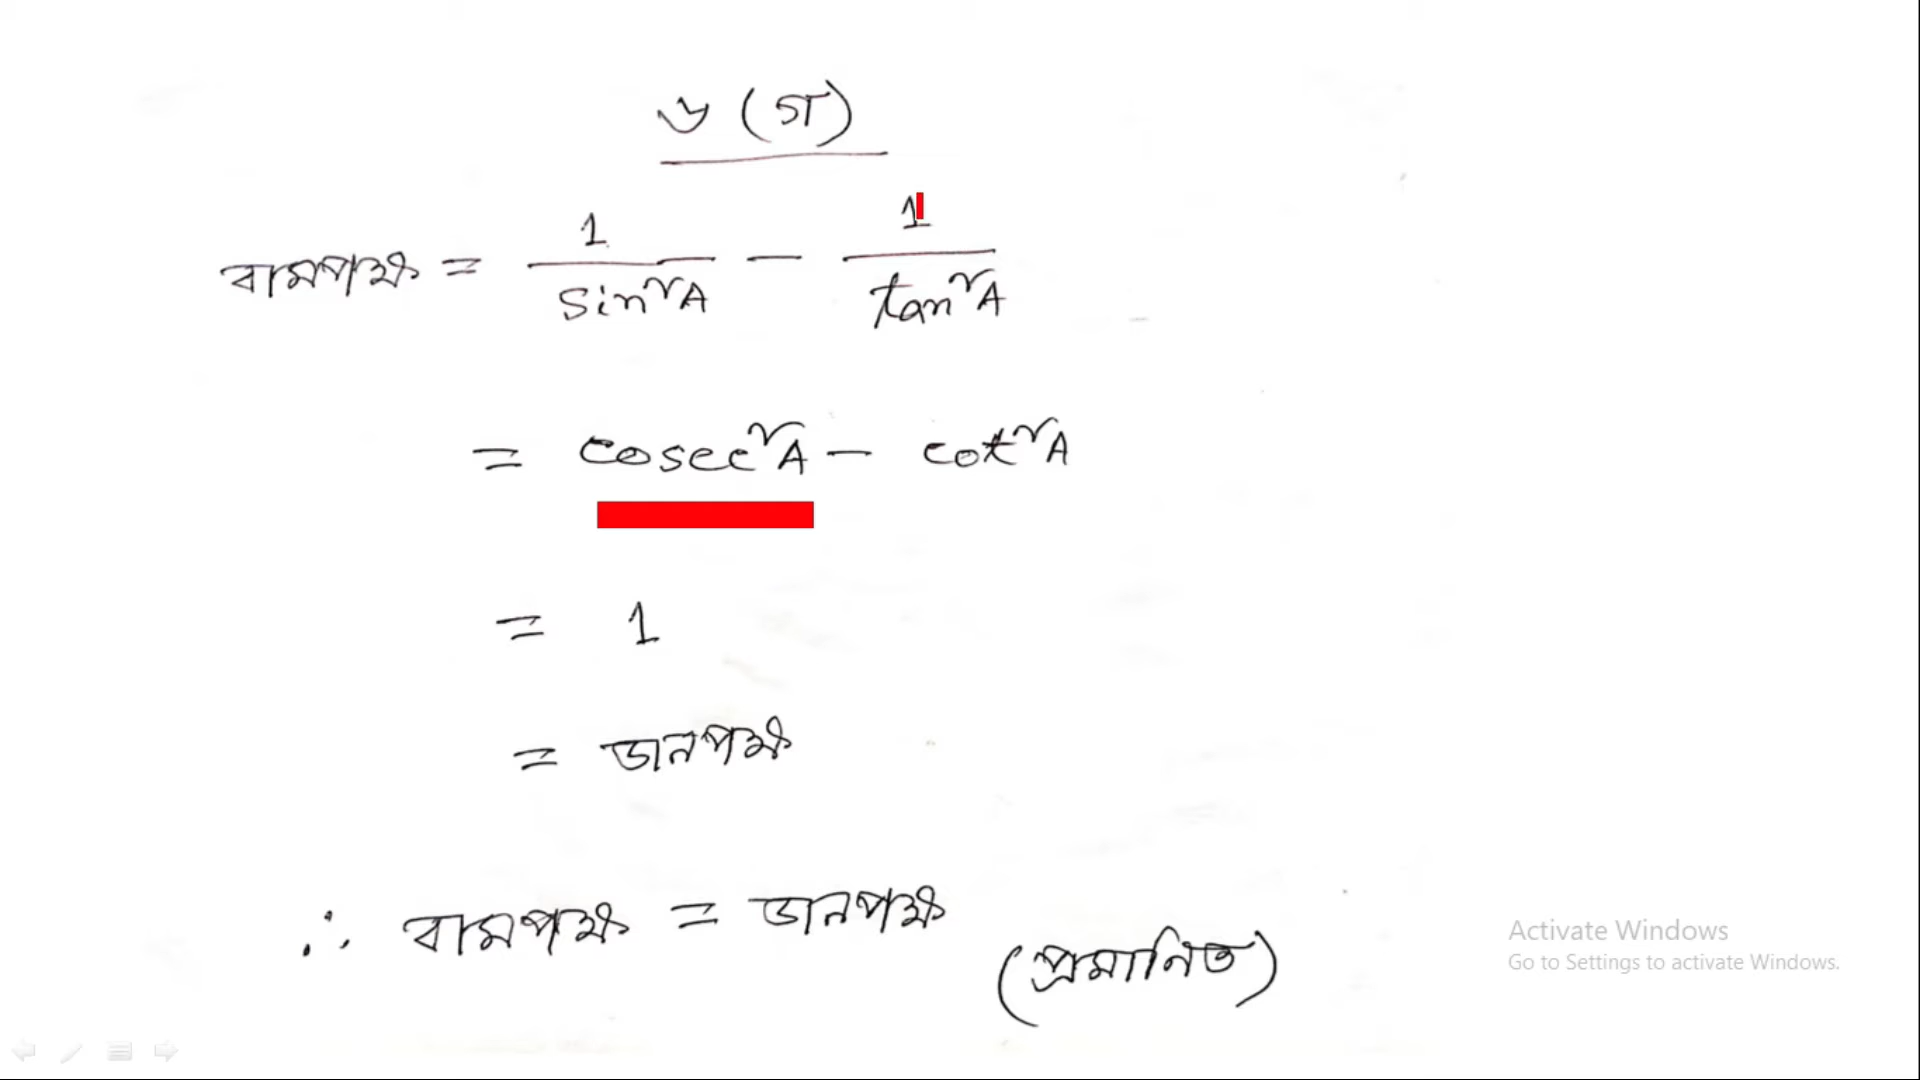 ৬ (গ)
বামপক্ষ = 1/sin²A - 1/tan²A
= cosec²A - cot²A
= 1
= ডানপক্ষ
∴ বামপক্ষ = ডানপক্ষ
(প্রমানিত)
Activate Windows
Go to Settings to activate Windows.